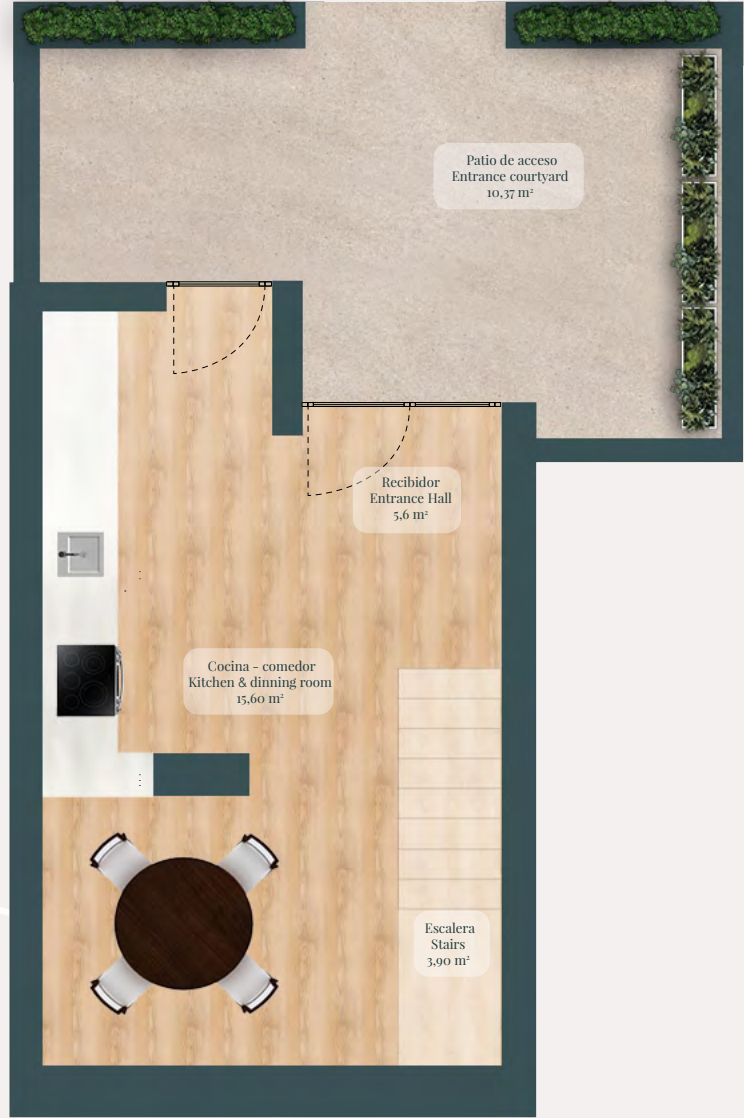 Patio de acceso
Entrance courtyard
10,37 m²
Recibidor
Entrance Hall
5,6 m²
Cocina - comedor
Kitchen & dinning room
15,60 m²
Escalera
Stairs
3,90 m²